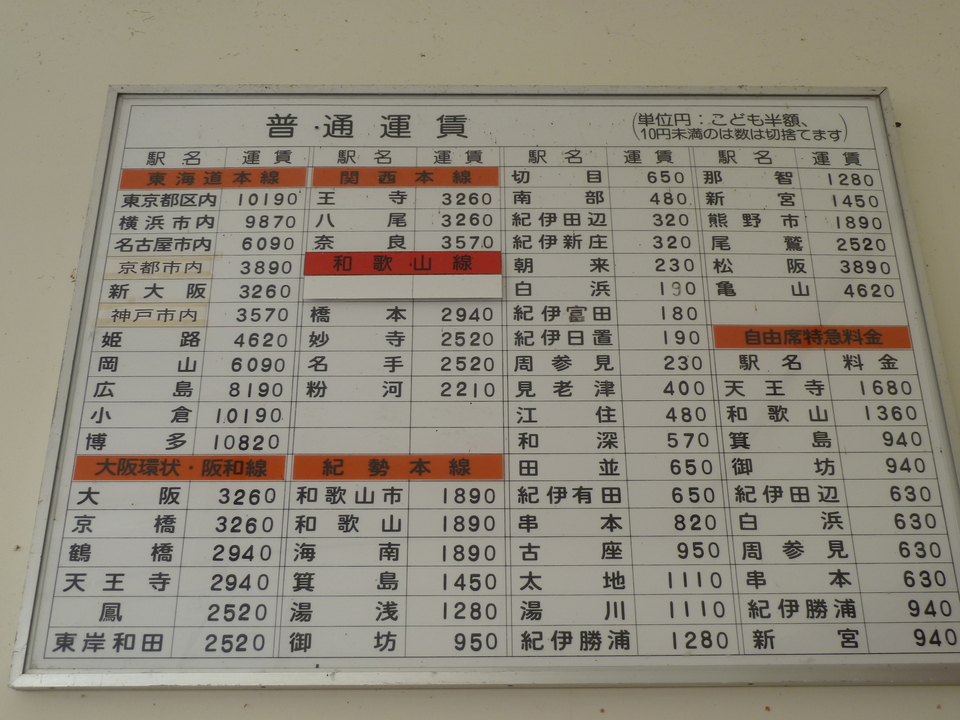 普通運賃
(単位円:こども半額、
10円未満のは数は切捨てます)
駅名 運賃
東海道本線
東京都区内 10190
横浜市内 9870
名古屋市内 6090
京都市内 3890
新大阪 3260
神戸市内 3570
姫路 4620
岡山 6090
広島 8190
小倉 10190
博多 10820
大阪環状・阪和線
大阪 3260
京橋 3260
鶴橋 2940
天王寺 2940
鳳 2520
東岸和田 2520
駅名 運賃
関西本線
王寺 3260
八尾 3260
奈良 3570
和歌山線
橋本 2940
妙寺 2520
名手 2520
粉河 2210
紀勢本線
和歌山市 1890
和歌山 1890
海南 1890
箕島 1450
湯浅 1280
御坊 950
駅名 運賃
切目 650
南部 480
紀伊田辺 320
紀伊新庄 320
朝来 230
白浜 190
紀伊富田 180
紀伊日置 190
周参見 230
見老津 400
江住 480
和深 570
田並 650
紀伊有田 650
串本 820
古座 950
太地 1110
湯川 1110
紀伊勝浦 1280
駅名 運賃
那智 1280
新宮 1450
熊野市 1890
尾鷲 2520
松阪 3890
亀山 4620
自由席特急料金
駅名 料金
天王寺 1680
和歌山 1360
箕島 940
御坊 940
紀伊田辺 630
白浜 630
周参見 630
串本 630
紀伊勝浦 940
新宮 940